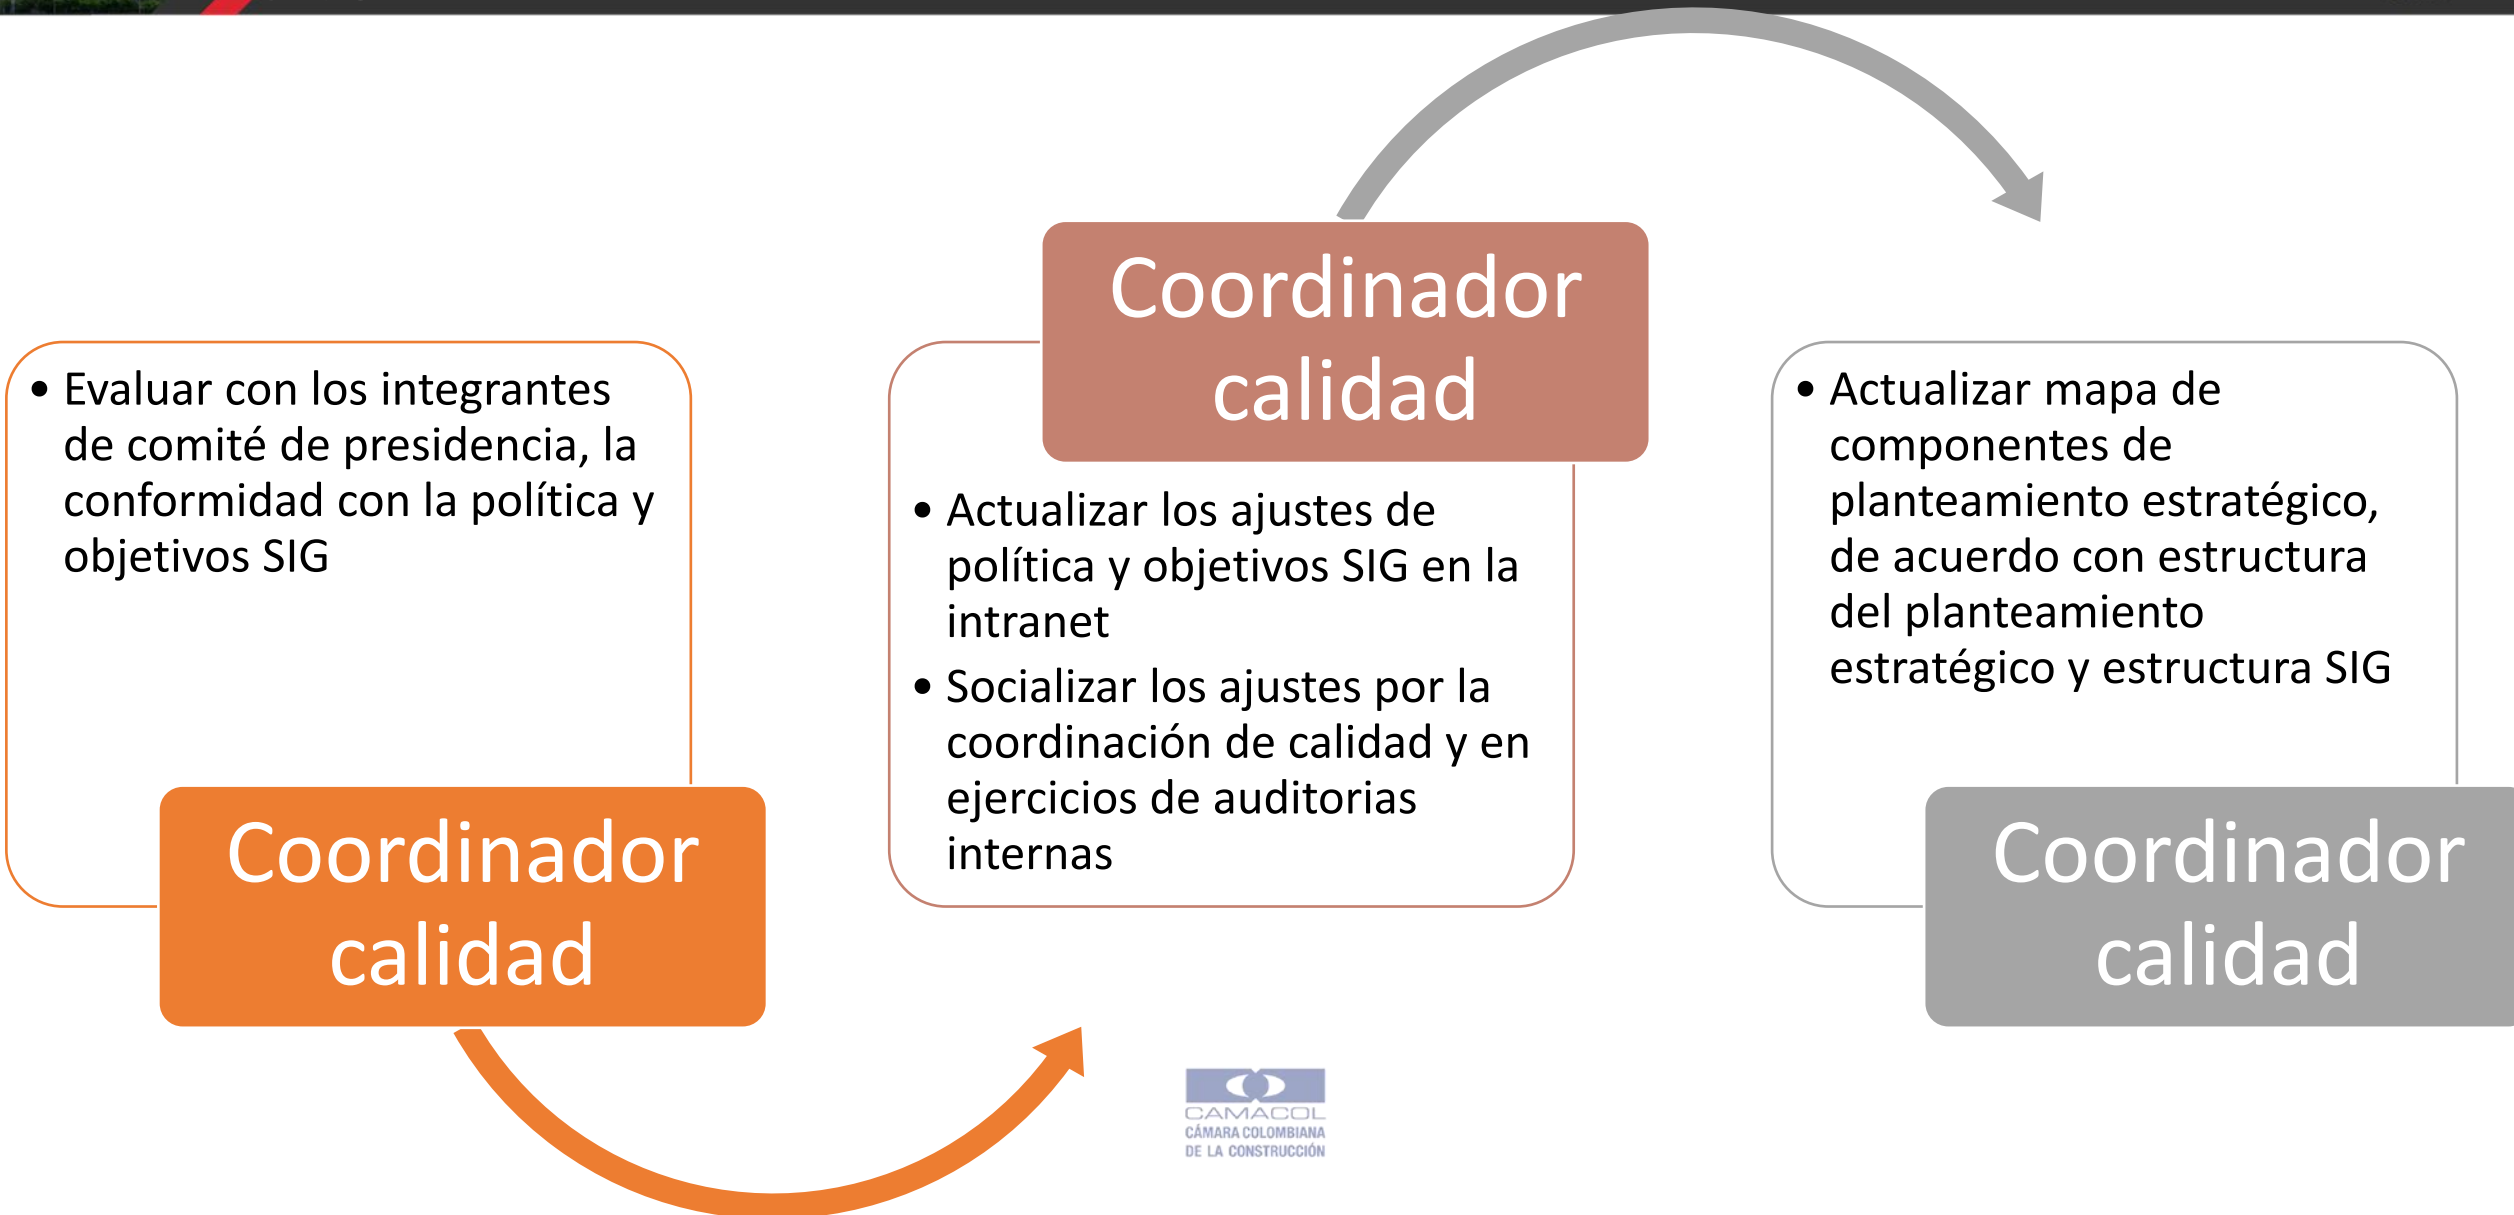 • Evaluar con los integrantes
de comité de presidencia, la
conformidad con la política y
objetivos SIG
Coordinador
calidad
Coordinador
calidad
• Actualizar los ajustes de
política y objetivos SIG en la
intranet
• Socializar los ajustes por la
coordinación de calidad y en
ejercicios de auditorias
internas
• Actualizar mapa de
componentes de
planteamiento estratégico,
de acuerdo con estructura
del planteamiento
estratégico y estructura SIG
Coordinador
calidad
CAMACOL
CÁMARA COLOMBIANA
DE LA CONSTRUCCIÓN